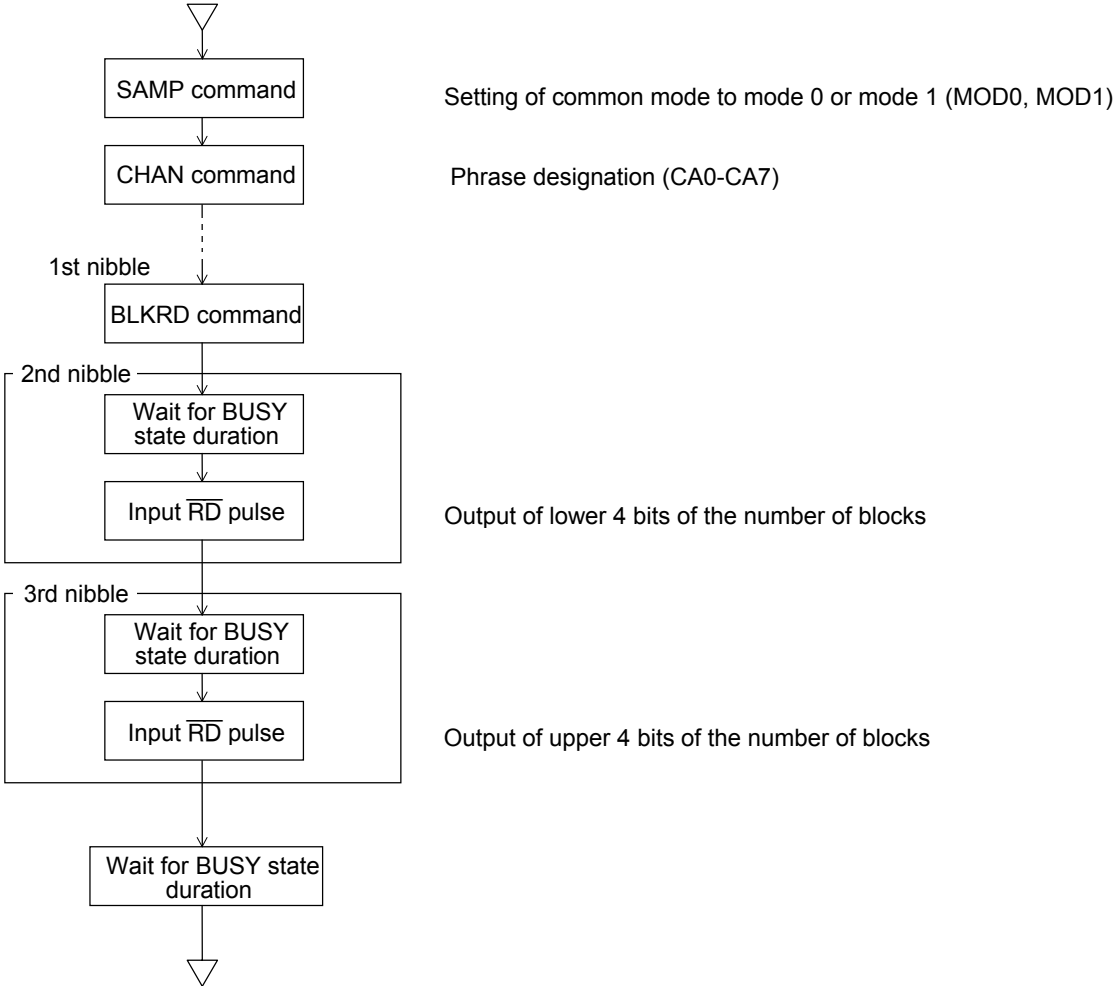 SAMP command
Setting of common mode to mode 0 or mode 1 (MOD0, MOD1)
CHAN command
Phrase designation (CA0-CA7)
1st nibble
BLKRD command
2nd nibble
Wait for BUSY
state duration
Input R̅D̅ pulse
Output of lower 4 bits of the number of blocks
3rd nibble
Wait for BUSY
state duration
Input R̅D̅ pulse
Output of upper 4 bits of the number of blocks
Wait for BUSY state
duration